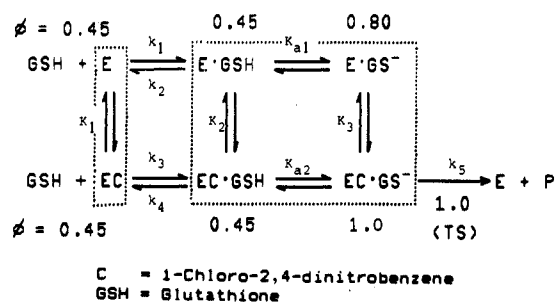 0.45 0.80
ϕ = 0.45 k₁ Kₐ₁
GSH + E E·GSH E·GS⁻
k₂
K₁ K₂ K₃
k₃ Kₐ₂ k₅
GSH + EC EC·GSH EC·GS⁻ E + P
k₄
ϕ = 0.45 0.45 1.0 1.0
(TS)
C = 1-Chloro-2,4-dinitrobenzene
GSH = Glutathione